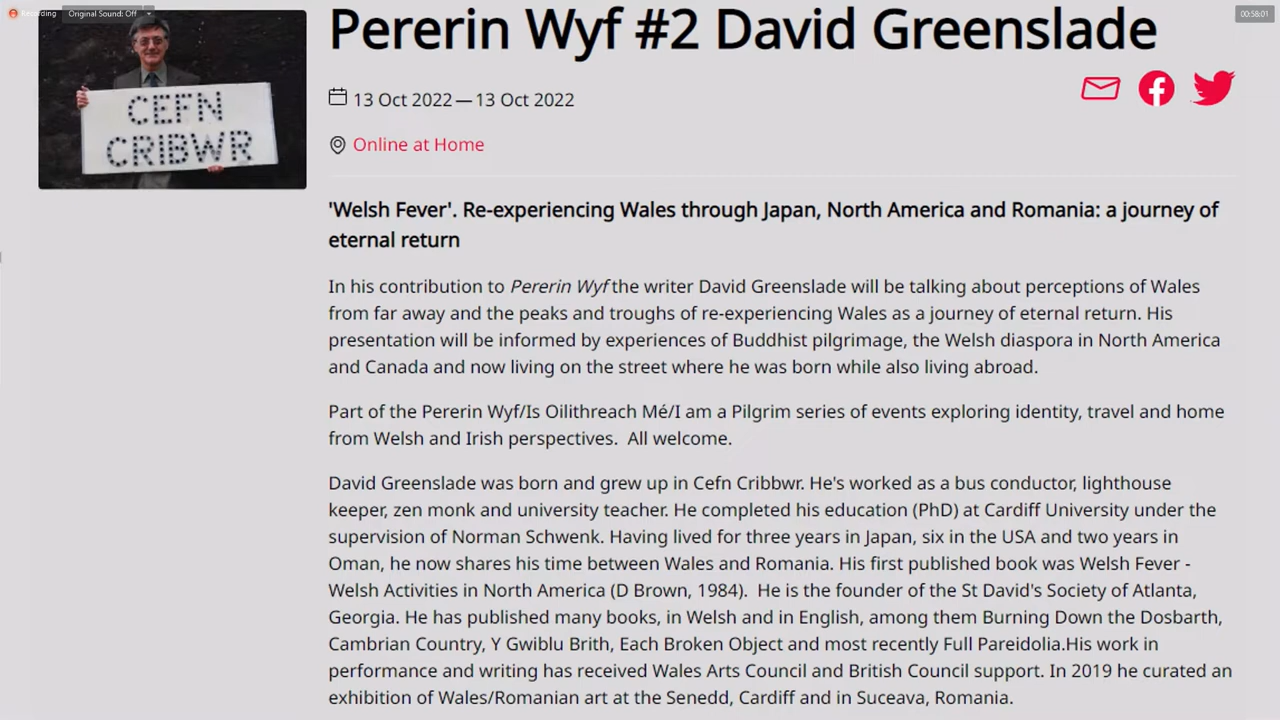 Recording
Original Sound: Off
00:58:01
CEFN
CRIBWR
Pererin Wyf #2 David Greenslade
13 Oct 2022 — 13 Oct 2022
Online at Home
'Welsh Fever'. Re-experiencing Wales through Japan, North America and Romania: a journey of
eternal return
In his contribution to Pererin Wyf the writer David Greenslade will be talking about perceptions of Wales
from far away and the peaks and troughs of re-experiencing Wales as a journey of eternal return. His
presentation will be informed by experiences of Buddhist pilgrimage, the Welsh diaspora in North America
and Canada and now living on the street where he was born while also living abroad.
Part of the Pererin Wyf/Is Oilithreach Mé/I am a Pilgrim series of events exploring identity, travel and home
from Welsh and Irish perspectives.  All welcome.
David Greenslade was born and grew up in Cefn Cribbwr. He's worked as a bus conductor, lighthouse
keeper, zen monk and university teacher. He completed his education (PhD) at Cardiff University under the
supervision of Norman Schwenk. Having lived for three years in Japan, six in the USA and two years in
Oman, he now shares his time between Wales and Romania. His first published book was Welsh Fever -
Welsh Activities in North America (D Brown, 1984).  He is the founder of the St David's Society of Atlanta,
Georgia. He has published many books, in Welsh and in English, among them Burning Down the Dosbarth,
Cambrian Country, Y Gwiblu Brith, Each Broken Object and most recently Full Pareidolia.His work in
performance and writing has received Wales Arts Council and British Council support. In 2019 he curated an
exhibition of Wales/Romanian art at the Senedd, Cardiff and in Suceava, Romania.